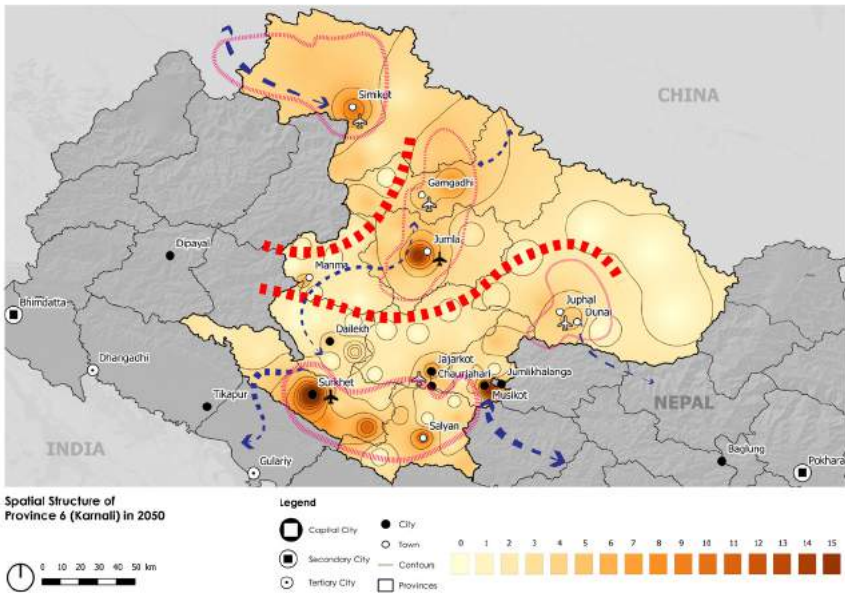 CHINA
Simikot
Gamgadhi
Jumla
Dipayal
Manma
Bhimdatta
Juphal
Dunai
Dailekh
Dhangadhi
Jajarkot
Chaurjahari
Jumlikhalanga
Surkhet
Musikot
Tikapur
NEPAL
Salyan
INDIA
Baglung
Gulariy
Pokhara
Spatial Structure of
Province 6 (Karnali) in 2050
0 10 20 30 40 50 km
Legend
Capital City
City
Town
Secondary City
Contours
Tertiary City
Provinces
0 1 2 3 4 5 6 7 8 9 10 11 12 13 14 15